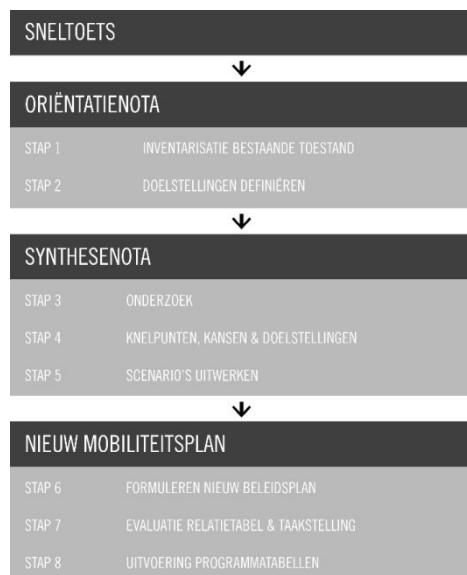 SNELTOETS
ORIËNTATIENOTA
STAP 1 INVENTARISATIE BESTAANDE TOESTAND
STAP 2 DOELSTELLINGEN DEFINIËREN
SYNTHESENOTA
STAP 3 ONDERZOEK
STAP 4 KNELPUNTEN, KANSEN & DOELSTELLINGEN
STAP 5 SCENARIO'S UITWERKEN
NIEUW MOBILITEITSPLAN
STAP 6 FORMULEREN NIEUW BELEIDSPLAN
STAP 7 EVALUATIE RELATIETABEL & TAAKSTELLING
STAP 8 UITVOERING PROGRAMMATABELLEN